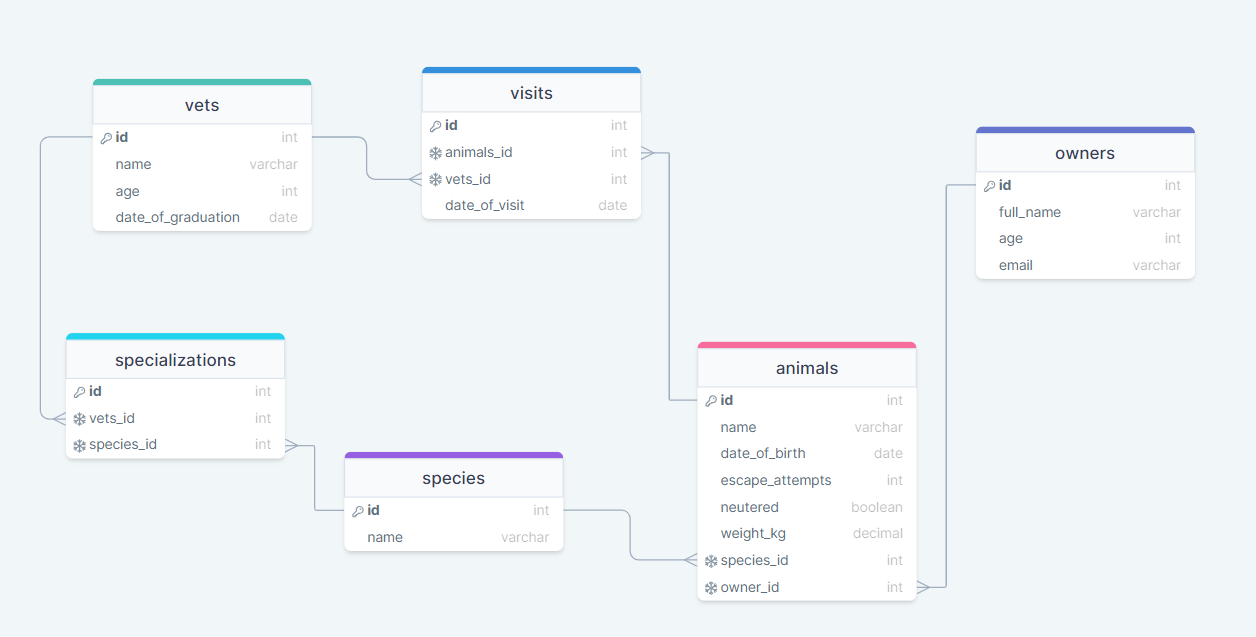 vets
id int
name varchar
age int
date_of_graduation date
visits
id int
animals_id int
vets_id int
date_of_visit date
owners
id int
full_name varchar
age int
email varchar
specializations
id int
vets_id int
species_id int
species
id int
name varchar
animals
id int
name varchar
date_of_birth date
escape_attempts int
neutered boolean
weight_kg decimal
species_id int
owner_id int